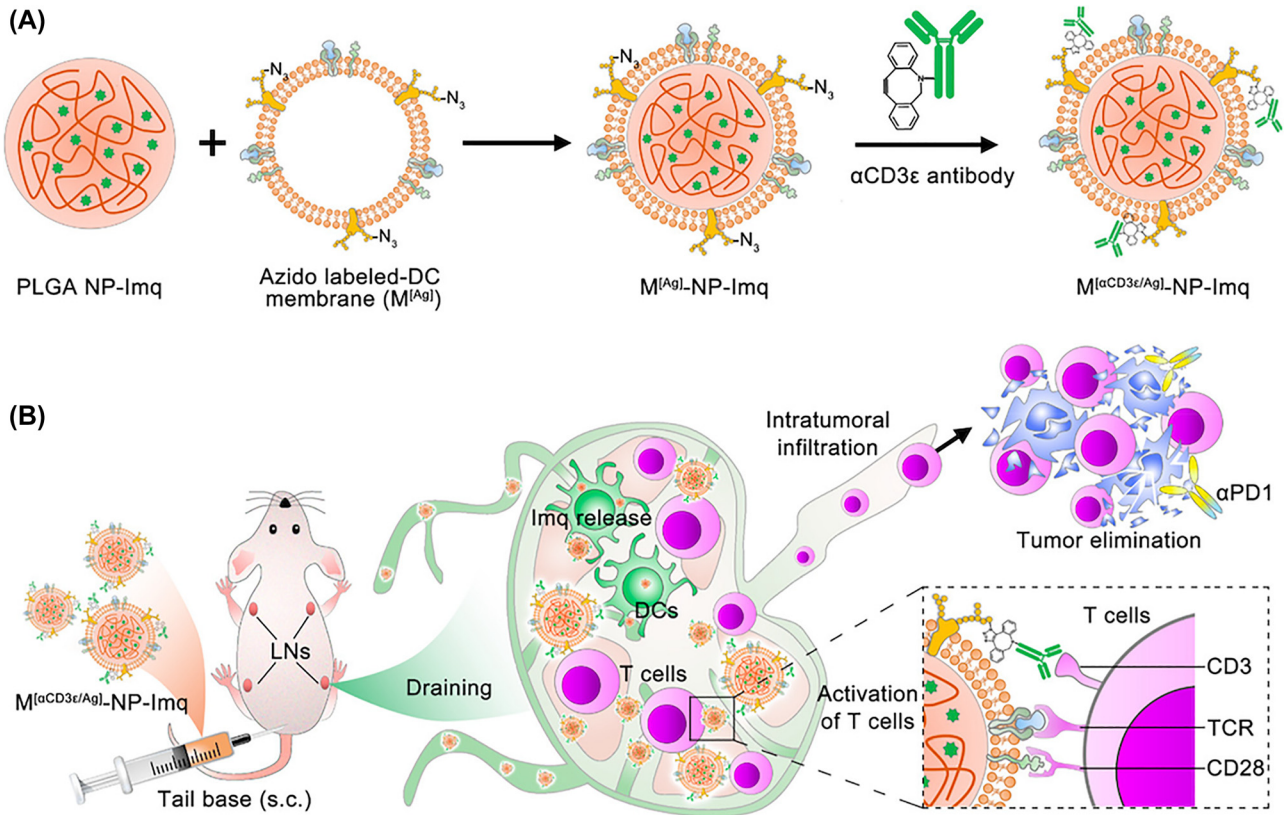 (A)
-N₃
-N₃
-N₃
-N₃
-N₃
-N₃
N
αCD3ε antibody
PLGA NP-Imq
Azido labeled-DC
membrane (M[Ag])
M[Ag]-NP-Imq
M[αCD3ε/Ag]-NP-Imq
(B)
Intratumoral
infiltration
αPD1
Tumor elimination
Imq release
DCs
LNs
T cells
Draining
M[αCD3ε/Ag]-NP-Imq
Tail base (s.c.)
Activation
of T cells
T cells
CD3
TCR
CD28